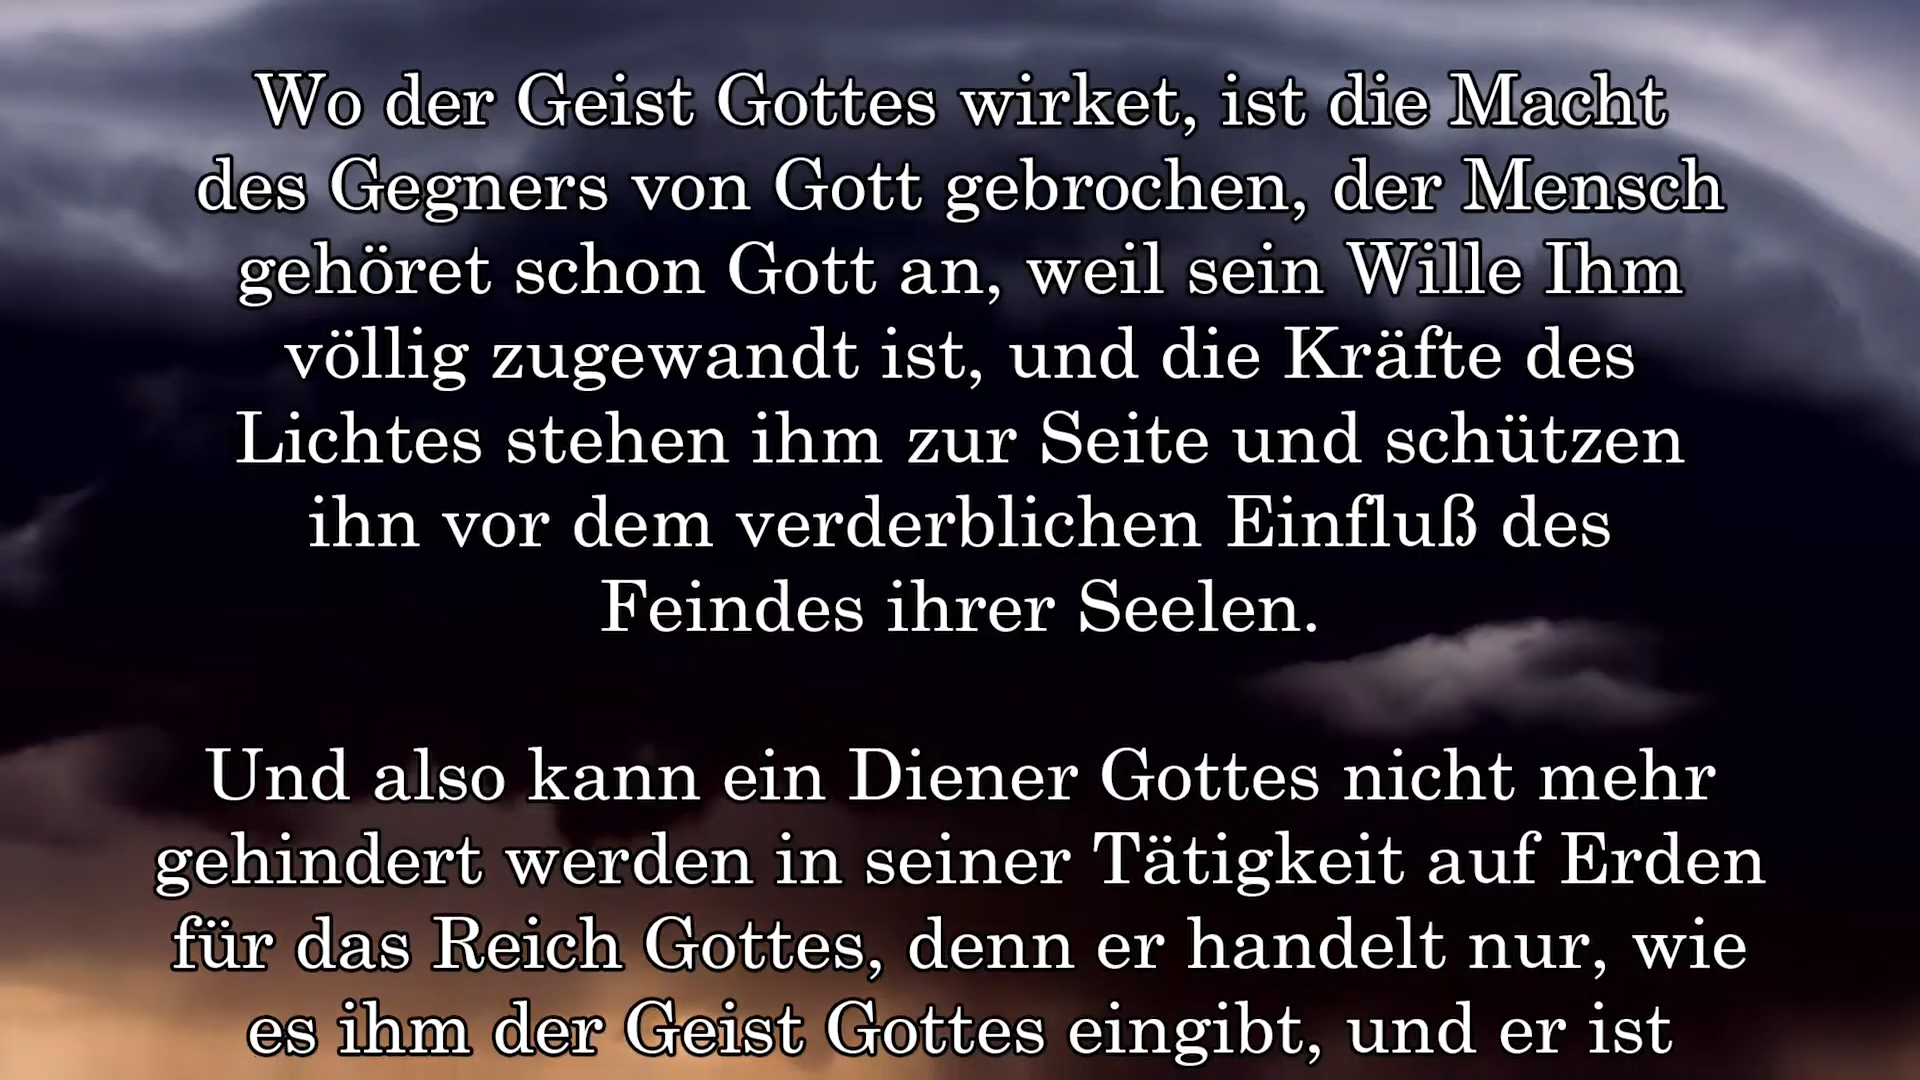 Wo der Geist Gottes wirket, ist die Macht
des Gegners von Gott gebrochen, der Mensch
gehöret schon Gott an, weil sein Wille Ihm
völlig zugewandt ist, und die Kräfte des
Lichtes stehen ihm zur Seite und schützen
ihn vor dem verderblichen Einfluß des
Feindes ihrer Seelen.
Und also kann ein Diener Gottes nicht mehr
gehindert werden in seiner Tätigkeit auf Erden
für das Reich Gottes, denn er handelt nur, wie
es ihm der Geist Gottes eingibt, und er ist